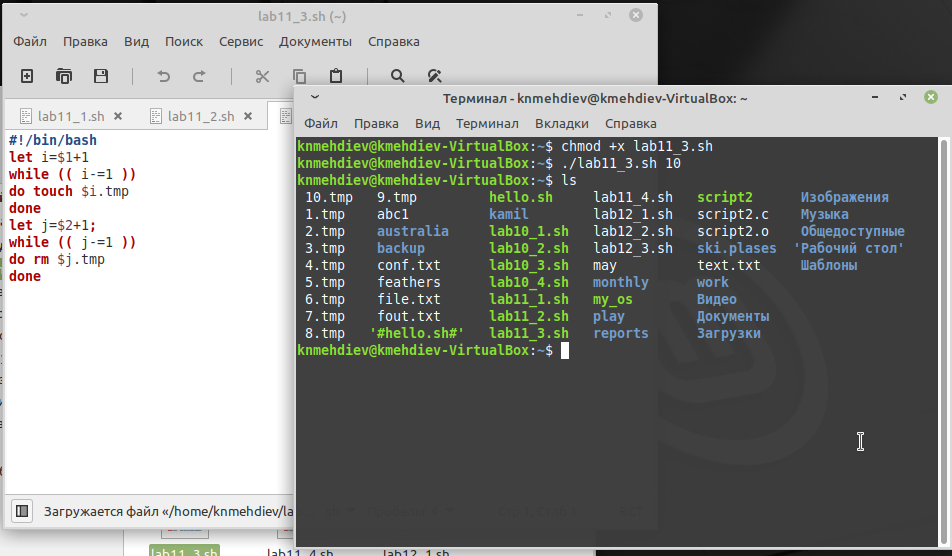 lab11_3.sh (~)
Файл Правка Вид Поиск Сервис Документы Справка
lab11_1.sh
lab11_2.sh
#!/bin/bash
let i=$1+1
while (( i-=1 ))
do touch $i.tmp
done
let j=$2+1;
while (( j-=1 ))
do rm $j.tmp
done
Загружается файл «/home/knmehdiev/la
lab11_3.sh lab11_4.sh lab12_1.sh
Терминал - knmehdiev@kmehdiev-VirtualBox: ~
Файл Правка Вид Терминал Вкладки Справка
knmehdiev@kmehdiev-VirtualBox:~$ chmod +x lab11_3.sh
knmehdiev@kmehdiev-VirtualBox:~$ ./lab11_3.sh 10
knmehdiev@kmehdiev-VirtualBox:~$ ls
10.tmp 9.tmp hello.sh lab11_4.sh script2 Изображения
1.tmp abc1 kamil lab12_1.sh script2.c Музыка
2.tmp australia lab10_1.sh lab12_2.sh script2.o Общедоступные
3.tmp backup lab10_2.sh lab12_3.sh ski.plases 'Рабочий стол'
4.tmp conf.txt lab10_3.sh may text.txt Шаблоны
5.tmp feathers lab10_4.sh monthly work
6.tmp file.txt lab11_1.sh my_os Видео
7.tmp fout.txt lab11_2.sh play Документы
8.tmp '#hello.sh#' lab11_3.sh reports Загрузки
knmehdiev@kmehdiev-VirtualBox:~$